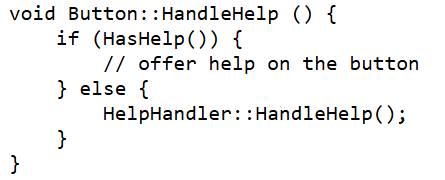 void Button::HandleHelp () {
    if (HasHelp()) {
        // offer help on the button
    } else {
        HelpHandler::HandleHelp();
    }
}